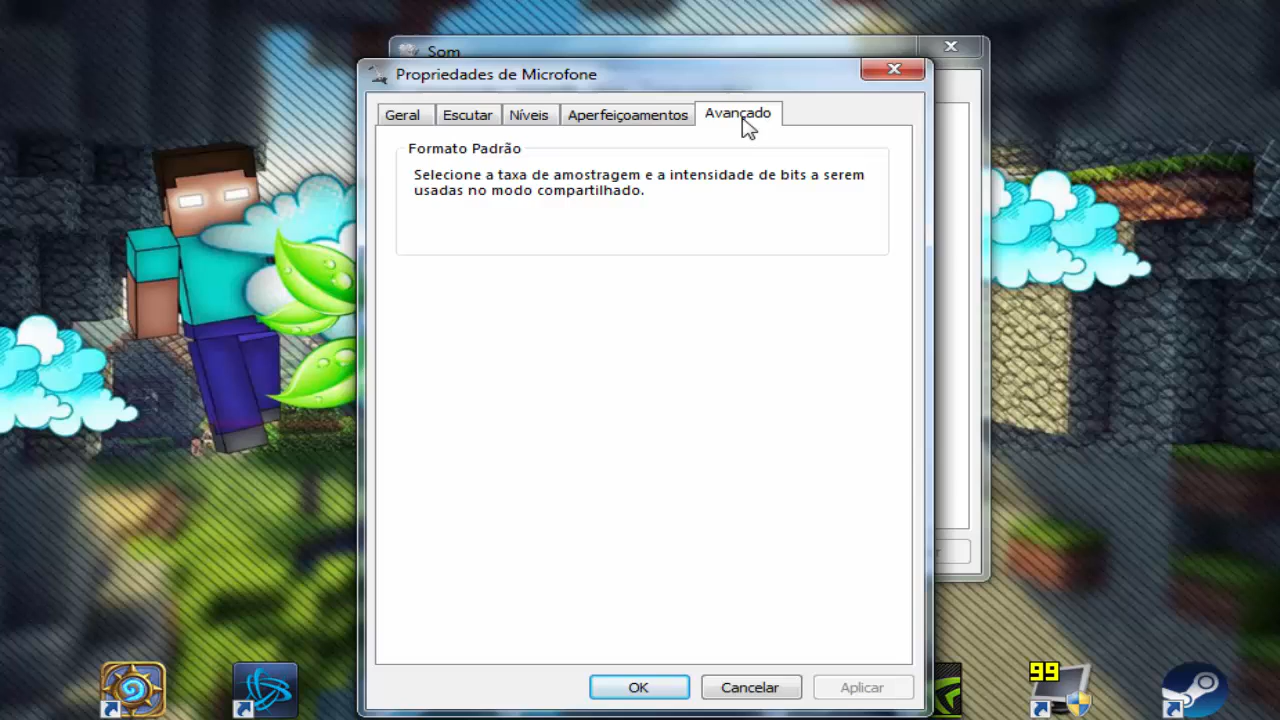 Som
Propriedades de Microfone
Geral
Escutar
Níveis
Aperfeiçoamentos
Avançado
Formato Padrão
Selecione a taxa de amostragem e a intensidade de bits a serem
usadas no modo compartilhado.
OK
Cancelar
Aplicar
99